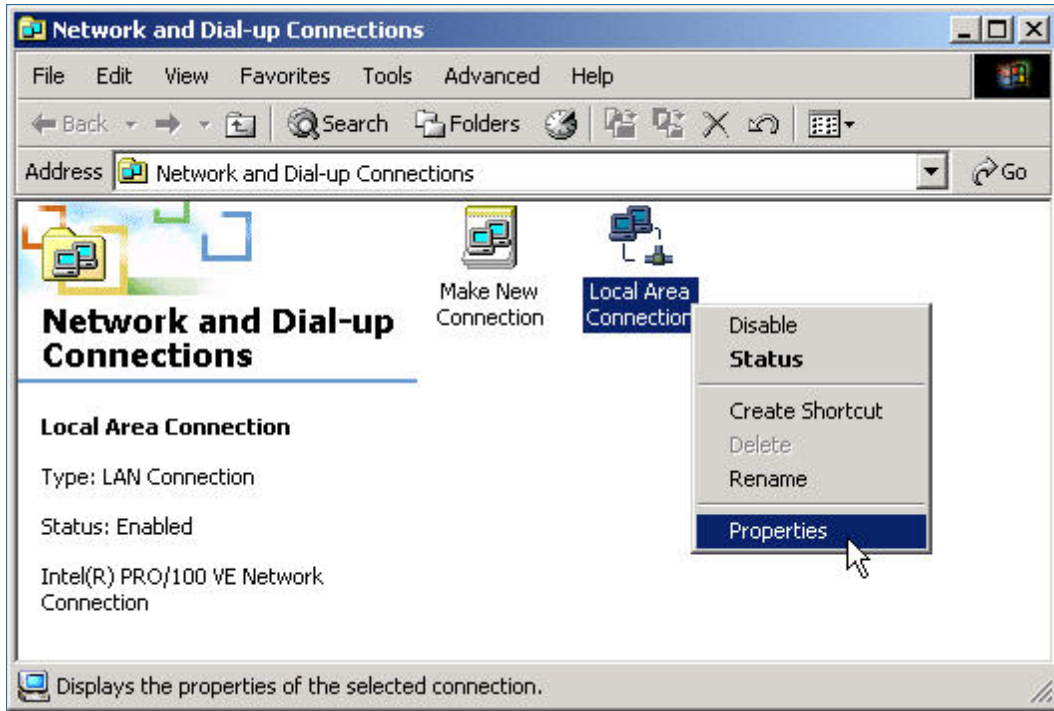 Network and Dial-up Connections
File Edit View Favorites Tools Advanced Help
Back Search Folders
Address Network and Dial-up Connections Go
Make New
Connection
Local Area
Connection
Network and Dial-up
Connections
Local Area Connection
Type: LAN Connection
Status: Enabled
Intel(R) PRO/100 VE Network
Connection
Disable
Status
Create Shortcut
Delete
Rename
Properties
Displays the properties of the selected connection.